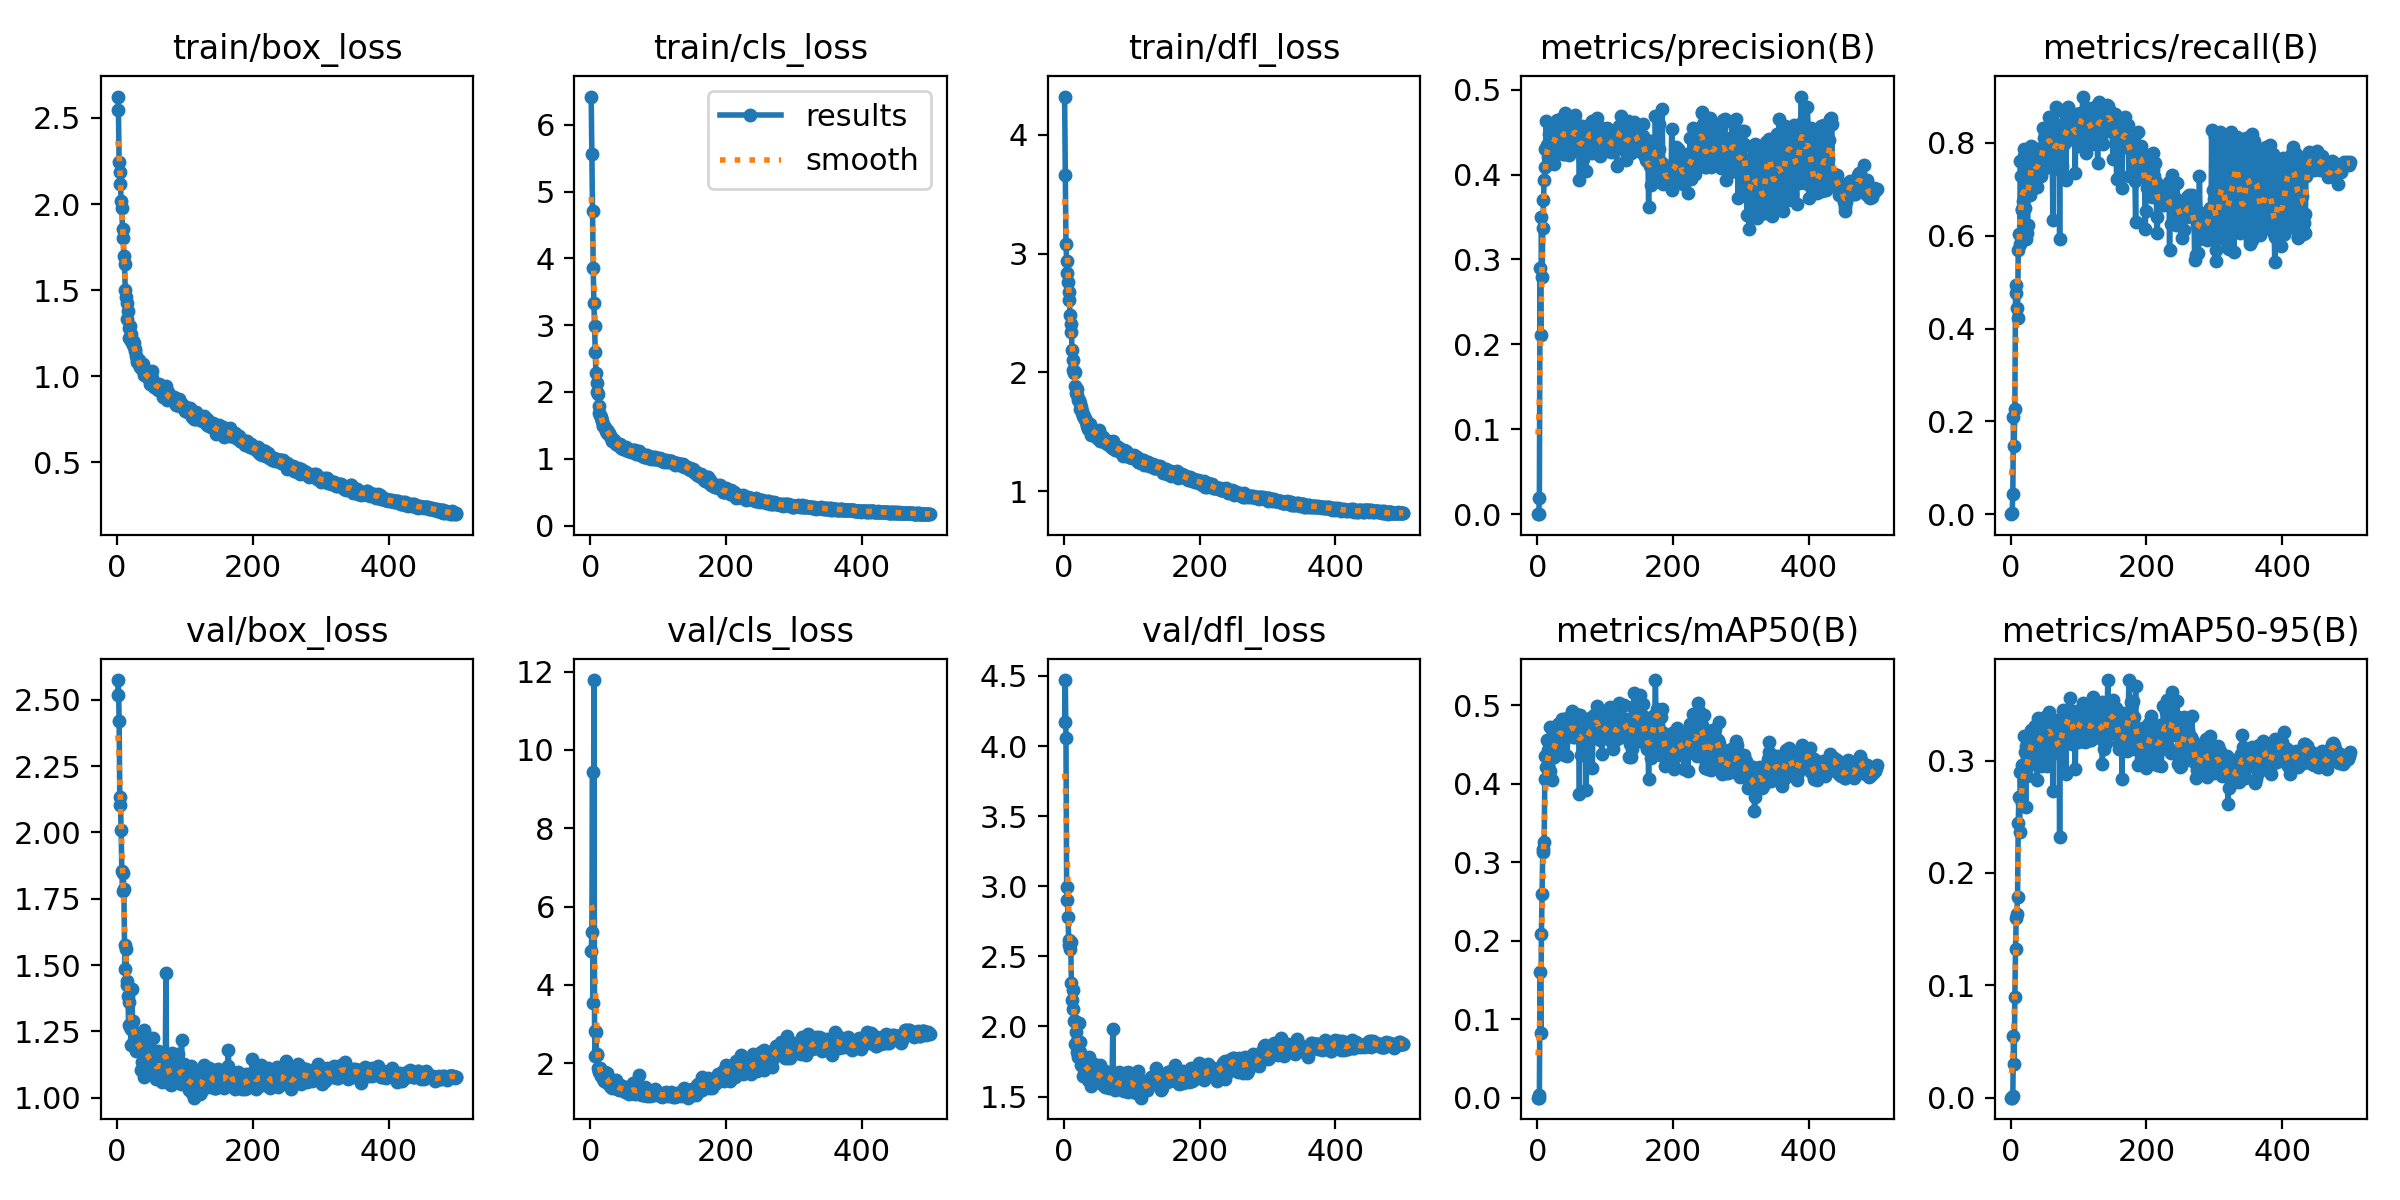 train/box_loss
2.5
2.0
1.5
1.0
0.5
0 200 400
train/cls_loss
results
smooth
6
5
4
3
2
1
0
0 200 400
train/dfl_loss
4
3
2
1
0 200 400
metrics/precision(B)
0.5
0.4
0.3
0.2
0.1
0.0
0 200 400
metrics/recall(B)
0.8
0.6
0.4
0.2
0.0
0 200 400
val/box_loss
2.50
2.25
2.00
1.75
1.50
1.25
1.00
0 200 400
val/cls_loss
12
10
8
6
4
2
0 200 400
val/dfl_loss
4.5
4.0
3.5
3.0
2.5
2.0
1.5
0 200 400
metrics/mAP50(B)
0.5
0.4
0.3
0.2
0.1
0.0
0 200 400
metrics/mAP50-95(B)
0.3
0.2
0.1
0.0
0 200 400